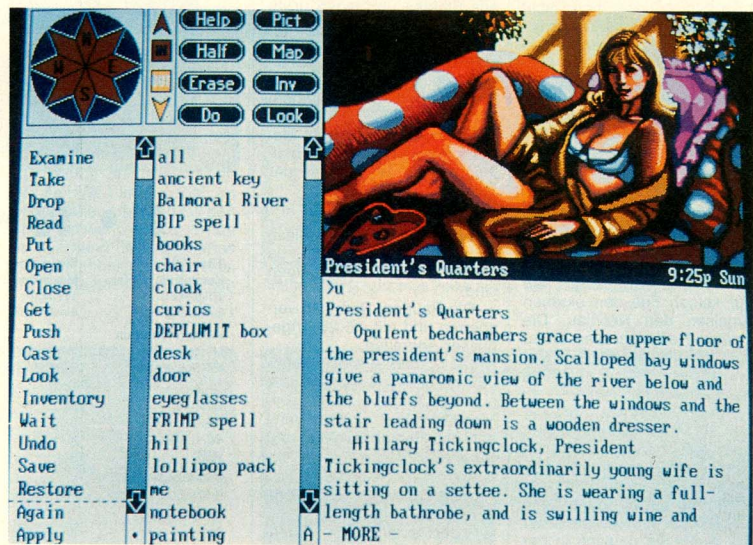 N
W E
S
IN
OUT
Help Pict
Half Map
Erase Inv
Do Look
Examine
Take
Drop
Read
Put
Open
Close
Get
Push
Cast
Look
Inventory
Wait
Undo
Save
Restore
Again
Apply
all
ancient key
Balmoral River
BIP spell
books
chair
cloak
curios
DEPLUMIT box
desk
door
eyeglasses
FRIMP spell
hill
lollipop pack
me
notebook
painting
A
President's Quarters 9:25p Sun
>u
President's Quarters
Opulent bedchambers grace the upper floor of
the president's mansion. Scalloped bay windows
give a panaromic view of the river below and
the bluffs beyond. Between the windows and the
stair leading down is a wooden dresser.
Hillary Tickingclock, President
Tickingclock's extraordinarily young wife is
sitting on a settee. She is wearing a full-
length bathrobe, and is swilling wine and
- MORE -